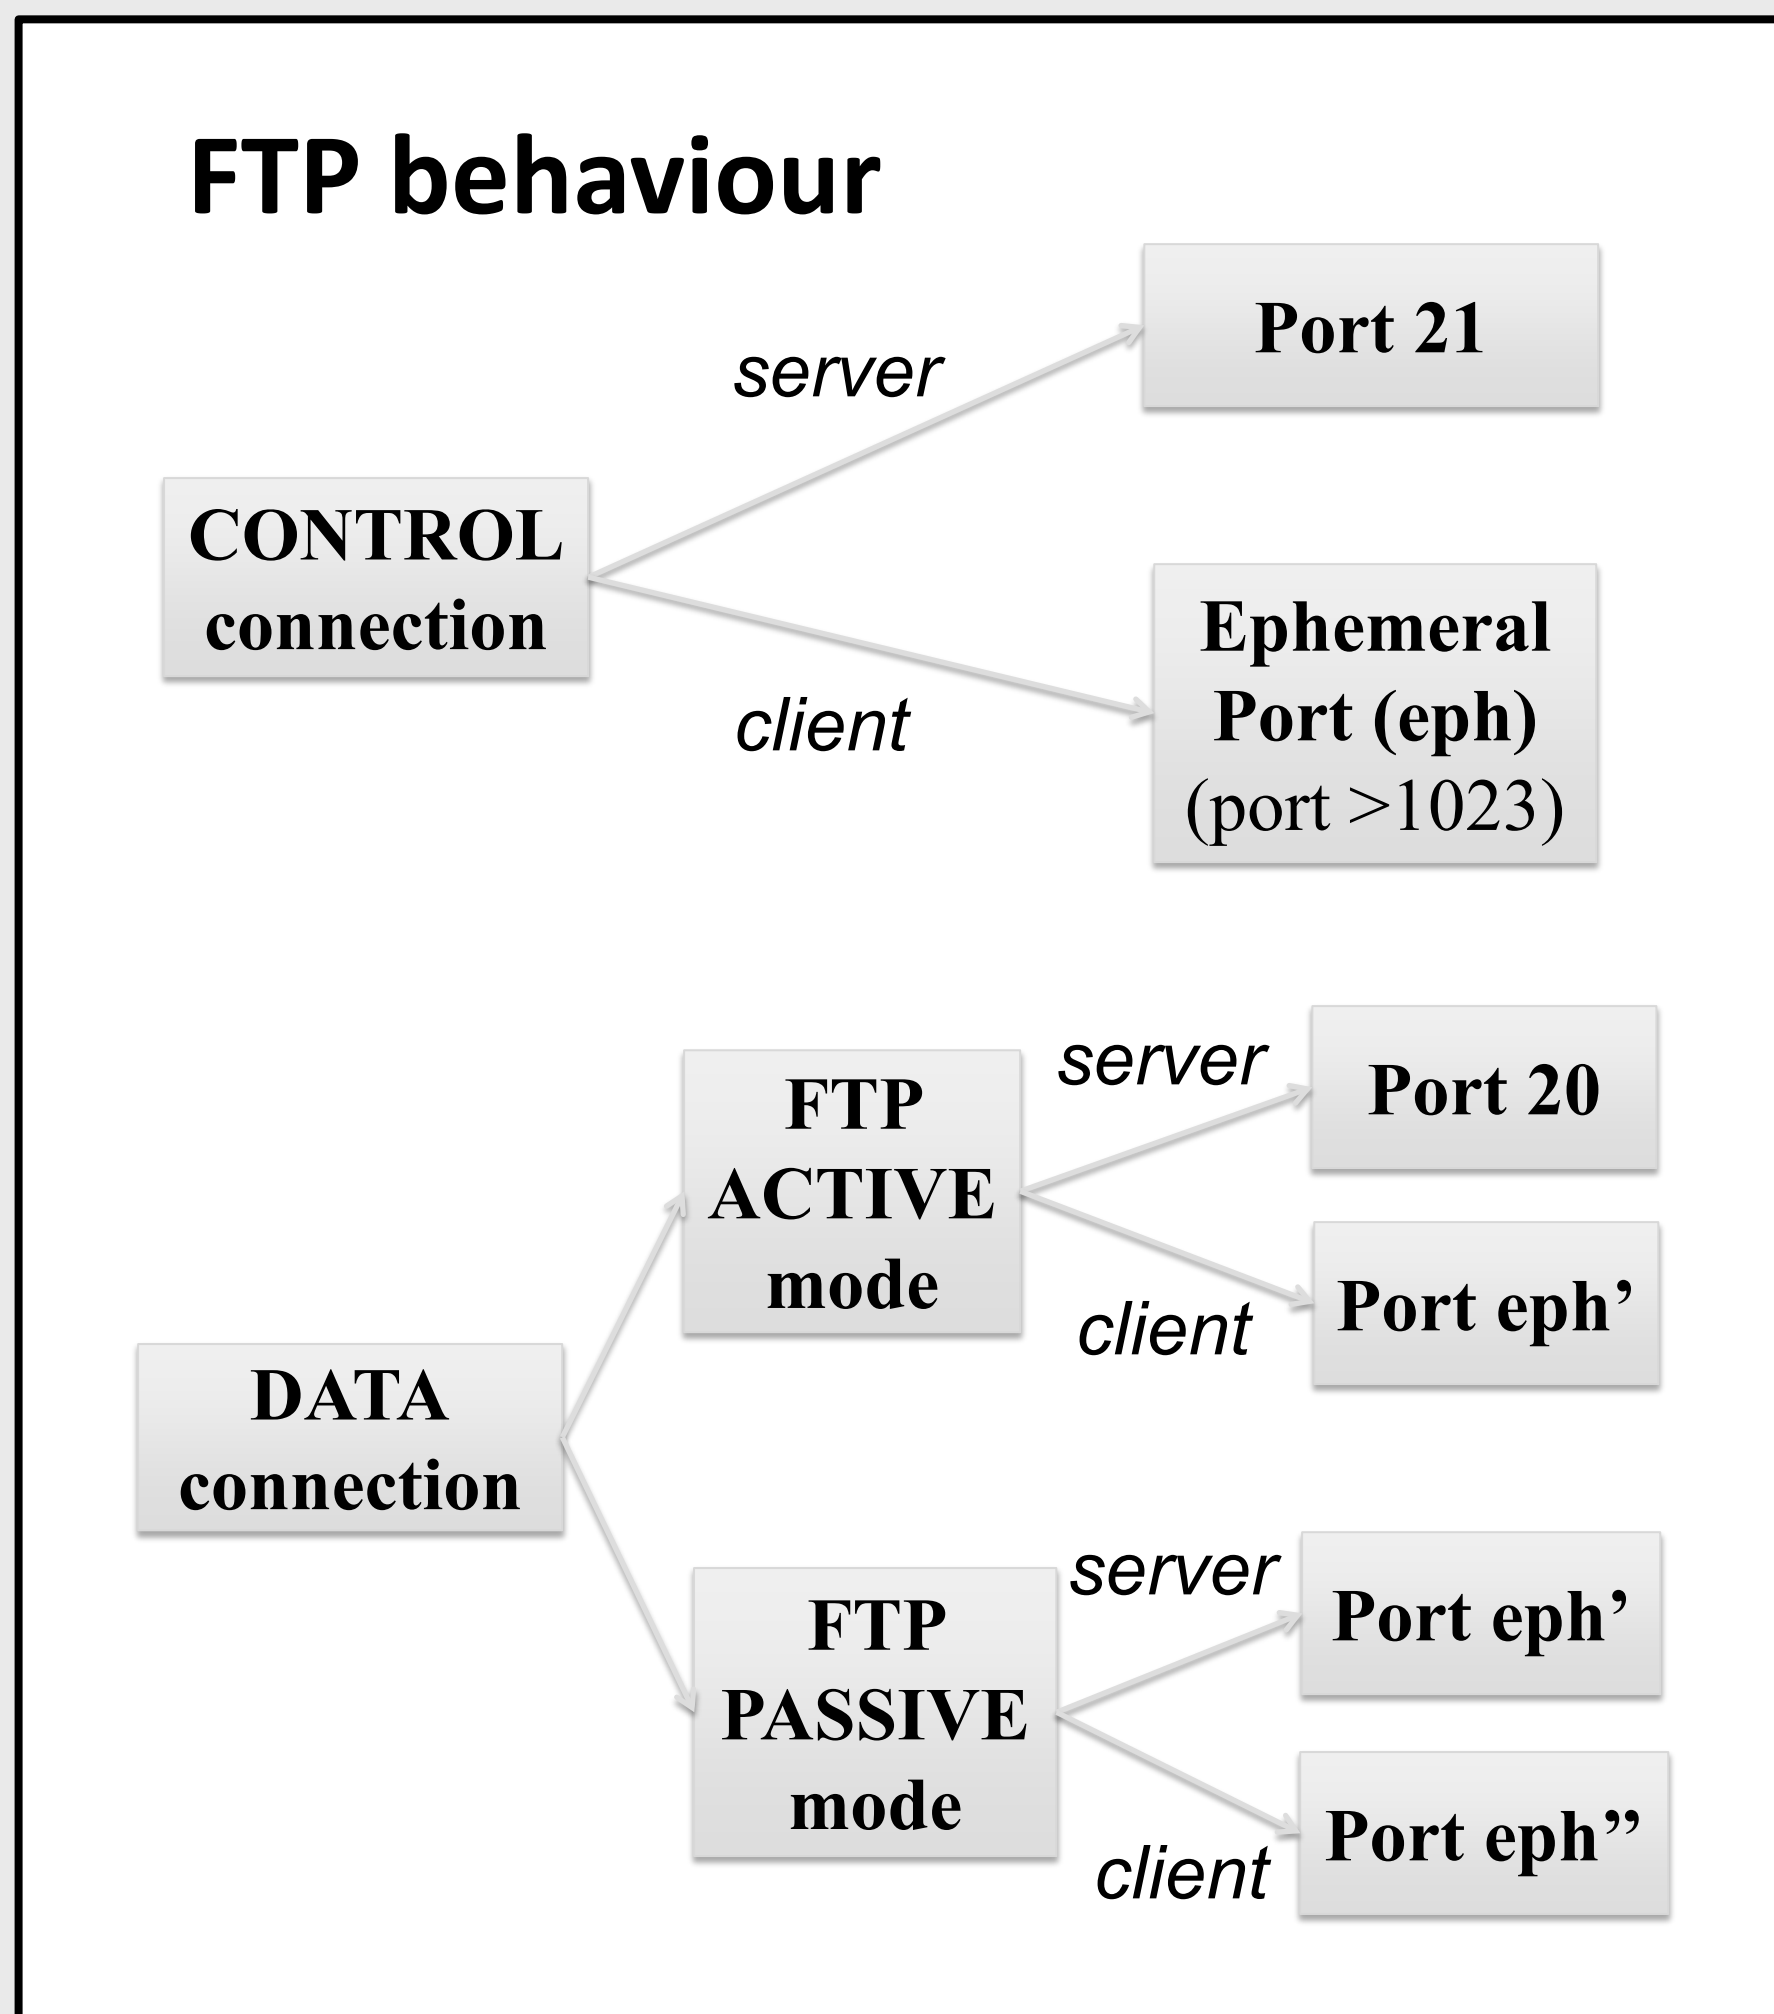 FTP behaviour
server
Port 21
CONTROL
connection
client
Ephemeral
Port (eph)
(port >1023)
DATA
connection
FTP
ACTIVE
mode
server
Port 20
client
Port eph’
FTP
PASSIVE
mode
server
Port eph’
client
Port eph’’